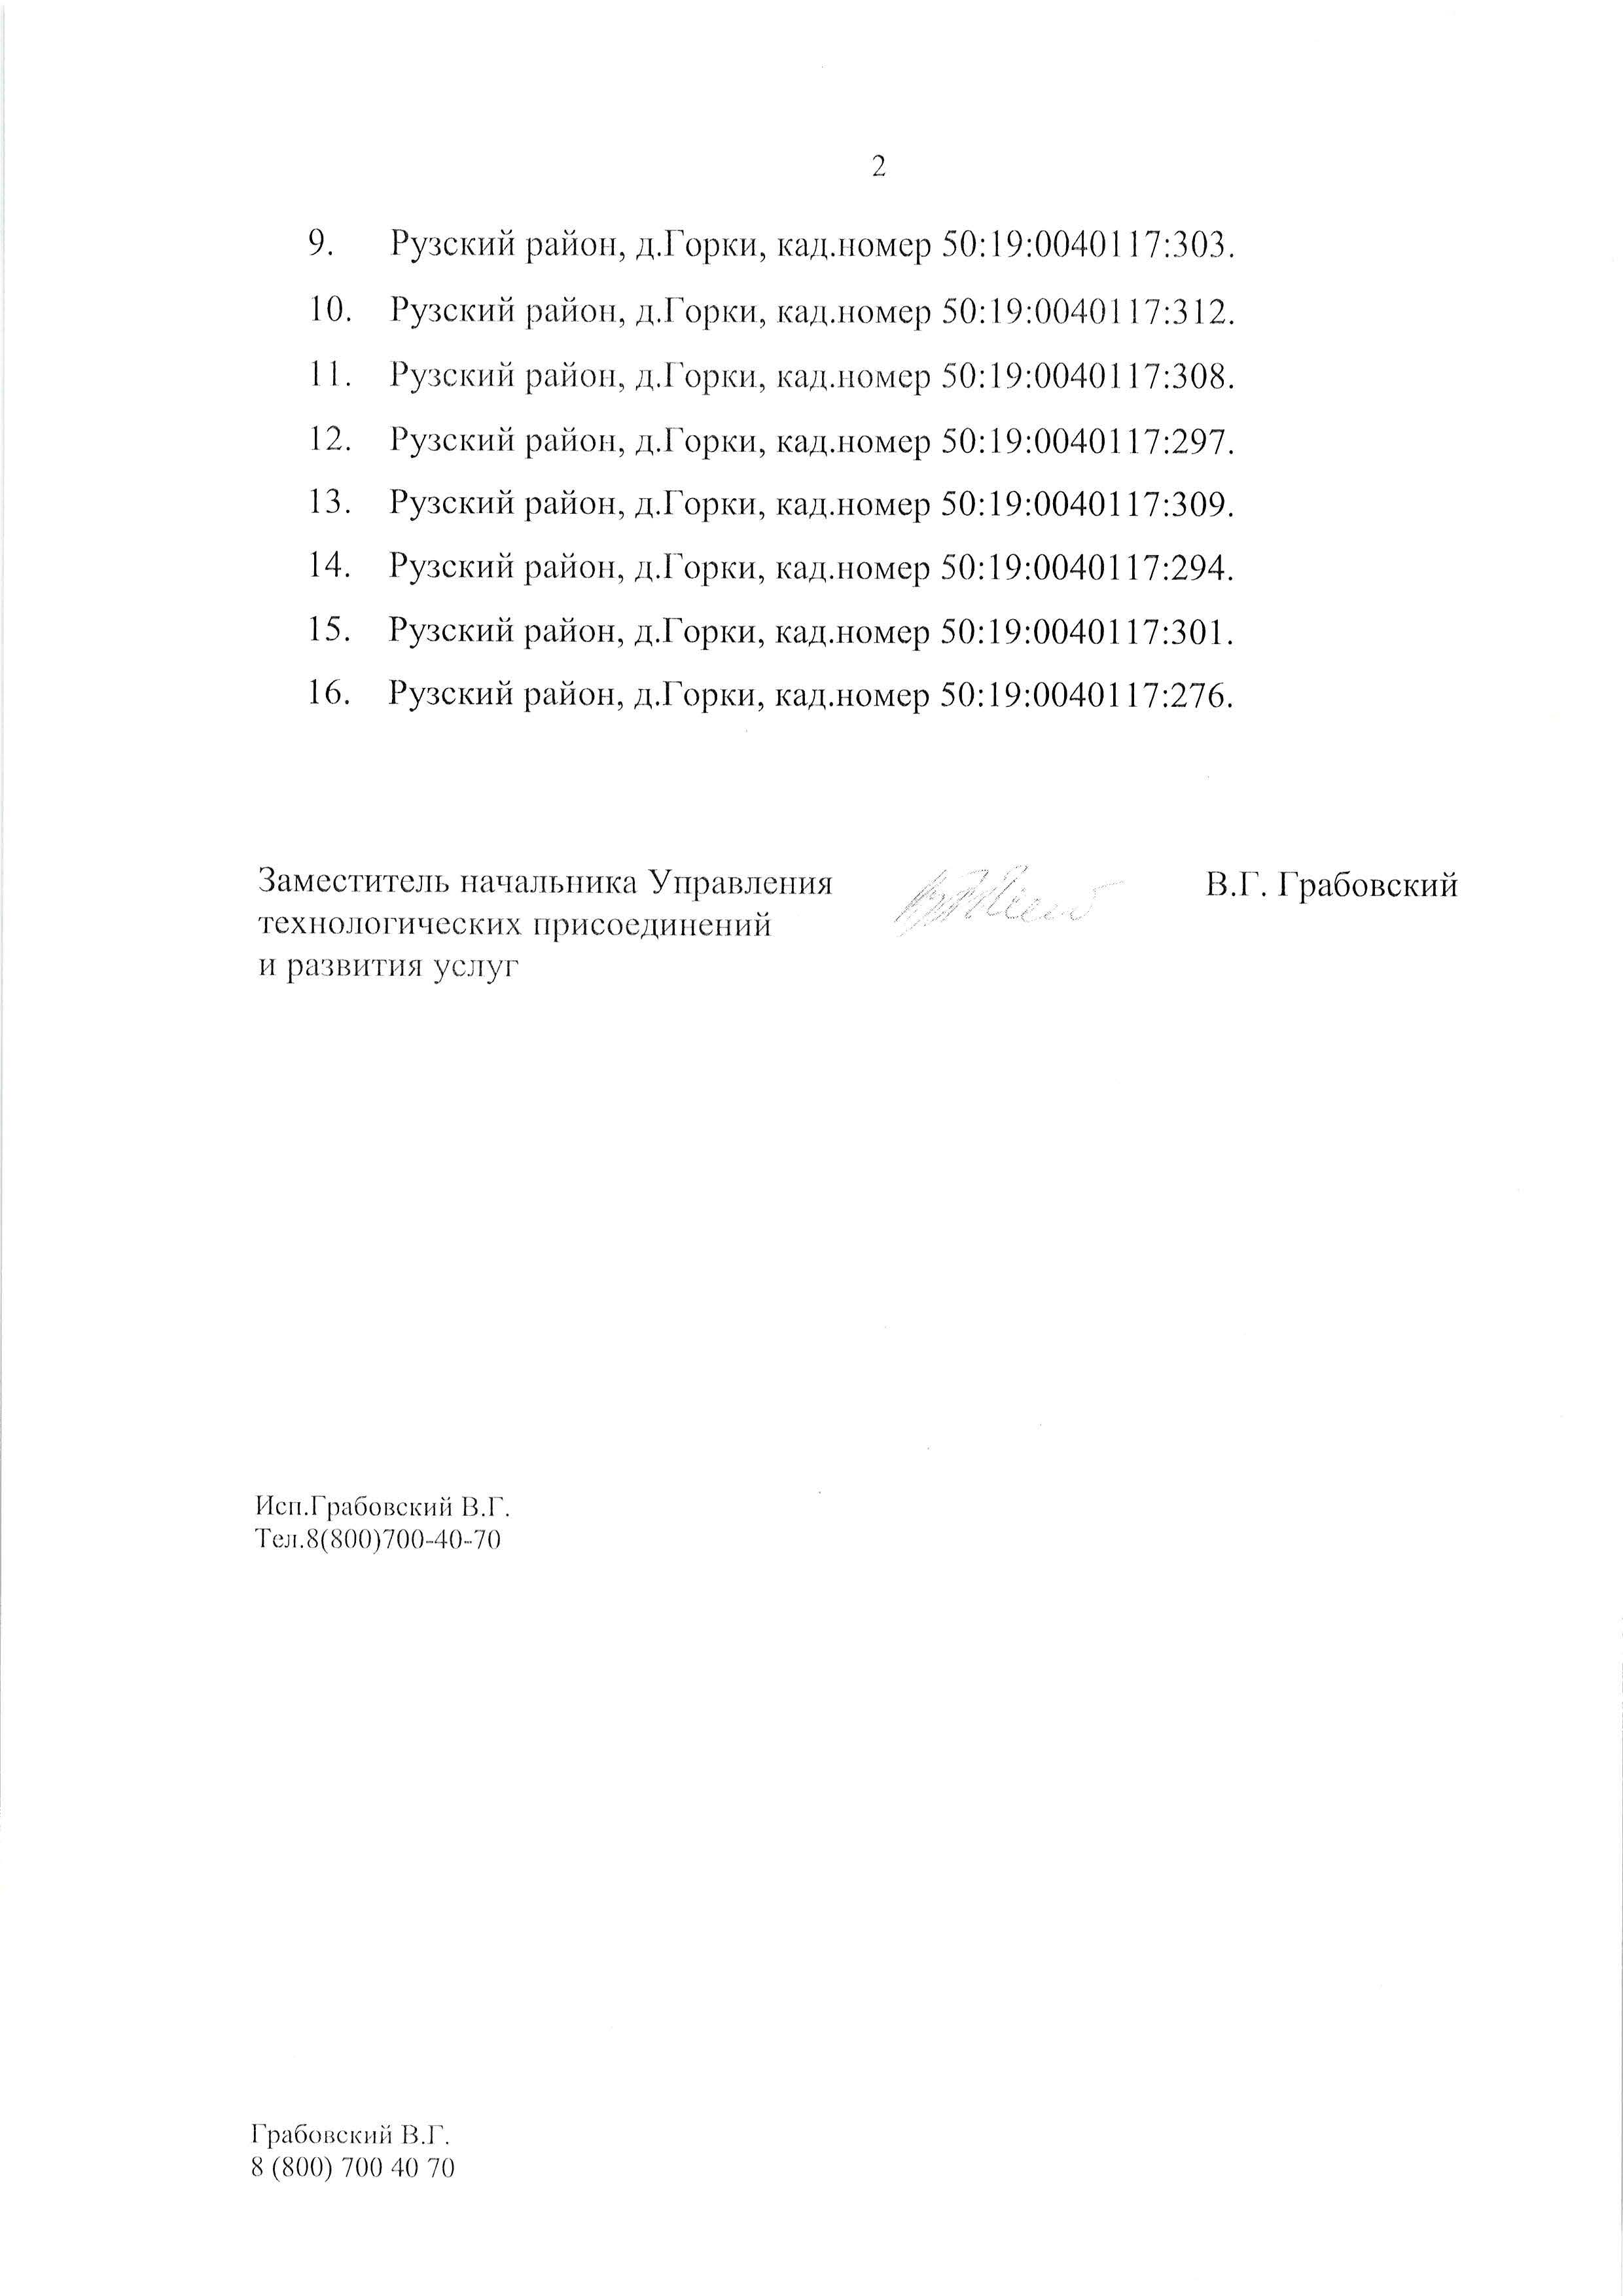 2
9. Рузский район, д.Горки, кад.номер 50:19:0040117:303.
10. Рузский район, д.Горки, кад.номер 50:19:0040117:312.
11. Рузский район, д.Горки, кад.номер 50:19:0040117:308.
12. Рузский район, д.Горки, кад.номер 50:19:0040117:297.
13. Рузский район, д.Горки, кад.номер 50:19:0040117:309.
14. Рузский район, д.Горки, кад.номер 50:19:0040117:294.
15. Рузский район, д.Горки, кад.номер 50:19:0040117:301.
16. Рузский район, д.Горки, кад.номер 50:19:0040117:276.
Заместитель начальника Управления В.Г. Грабовский
технологических присоединений
и развития услуг
Исп.Грабовский В.Г.
Тел.8(800)700-40-70
Грабовский В.Г.
8 (800) 700 40 70